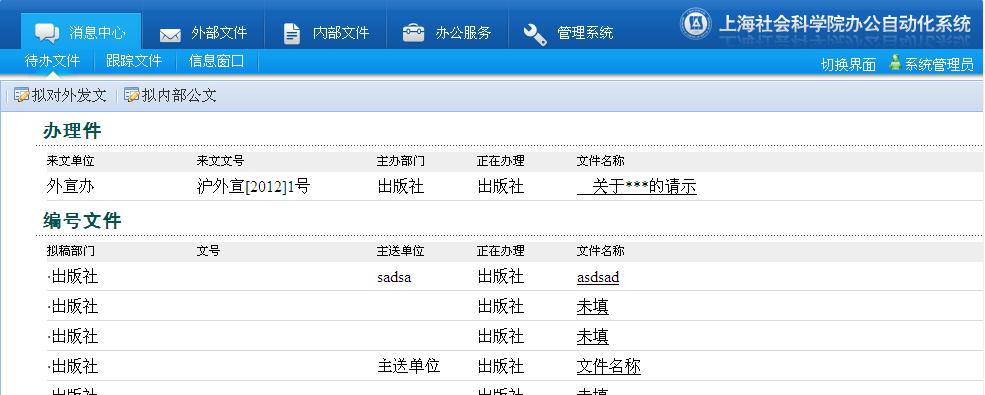 消息中心 外部文件 内部文件 办公服务 管理系统 上海社会科学院办公自动化系统
待办文件 跟踪文件 信息窗口 切换界面 系统管理员
拟对外发文 拟内部公文
办理件
来文单位 来文文号 主办部门 正在办理 文件名称
外宣办 沪外宣[2012]1号 出版社 出版社 关于***的请示
编号文件
拟稿部门 文号 主送单位 正在办理 文件名称
·出版社 sadsa 出版社 asdsad
·出版社 出版社 未填
·出版社 出版社 未填
·出版社 主送单位 出版社 文件名称
·出版社 出版社 未填